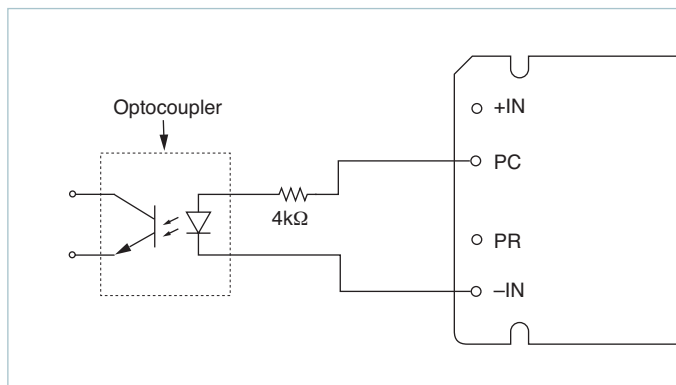 Optocoupler
4kΩ
+IN
PC
PR
–IN